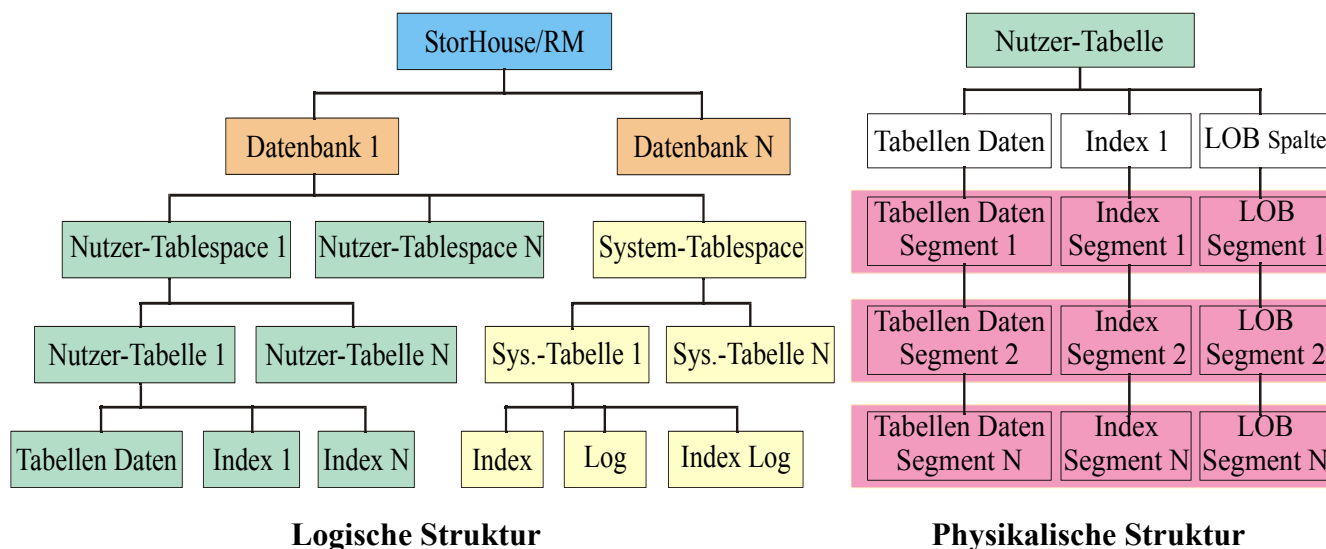 StorHouse/RM
Datenbank 1
Datenbank N
Nutzer-Tablespace 1
Nutzer-Tablespace N
System-Tablespace
Nutzer-Tabelle 1
Nutzer-Tabelle N
Sys.-Tabelle 1
Sys.-Tabelle N
Tabellen Daten
Index 1
Index N
Index
Log
Index Log
Logische Struktur
Nutzer-Tabelle
Tabellen Daten
Index 1
LOB Spalte
Tabellen Daten
Segment 1
Index
Segment 1
LOB
Segment 1
Tabellen Daten
Segment 2
Index
Segment 2
LOB
Segment 2
Tabellen Daten
Segment N
Index
Segment N
LOB
Segment N
Physikalische Struktur